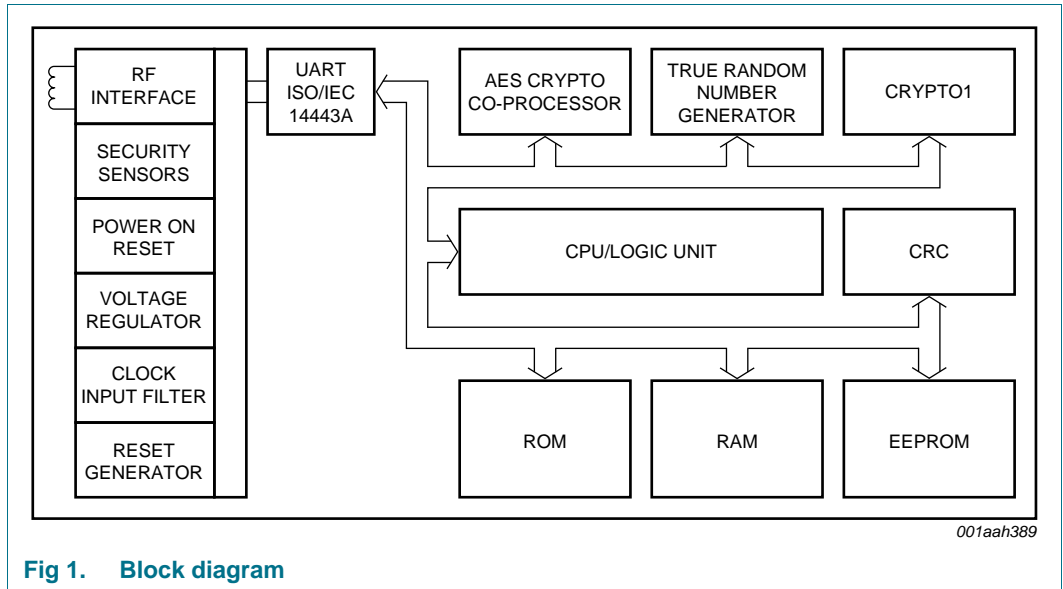 RF
INTERFACE
SECURITY
SENSORS
POWER ON
RESET
VOLTAGE
REGULATOR
CLOCK
INPUT FILTER
RESET
GENERATOR
UART
ISO/IEC
14443A
AES CRYPTO
CO-PROCESSOR
TRUE RANDOM
NUMBER
GENERATOR
CRYPTO1
CPU/LOGIC UNIT
CRC
ROM
RAM
EEPROM
001aah389
Fig 1. Block diagram